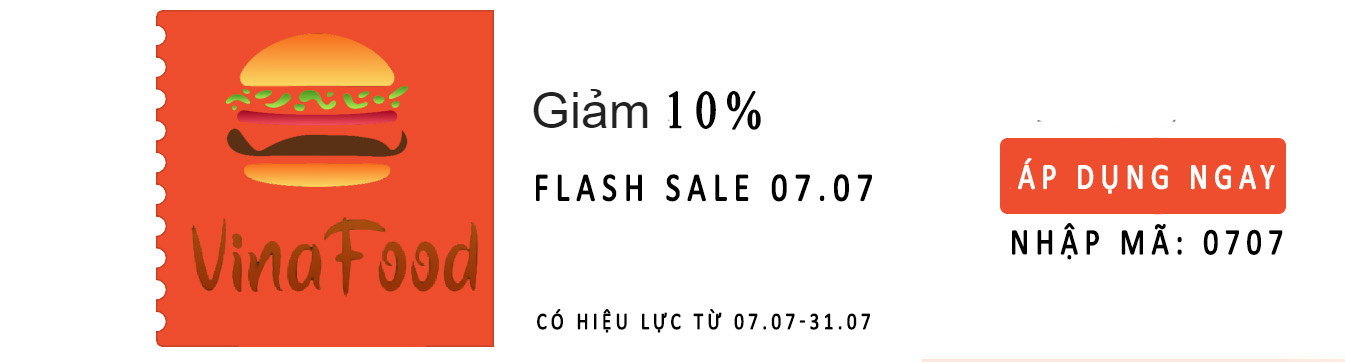 VinaFood
Giảm 10%
FLASH SALE 07.07
CÓ HIỆU LỰC TỪ 07.07-31.07
ÁP DỤNG NGAY
NHẬP MÃ: 0707